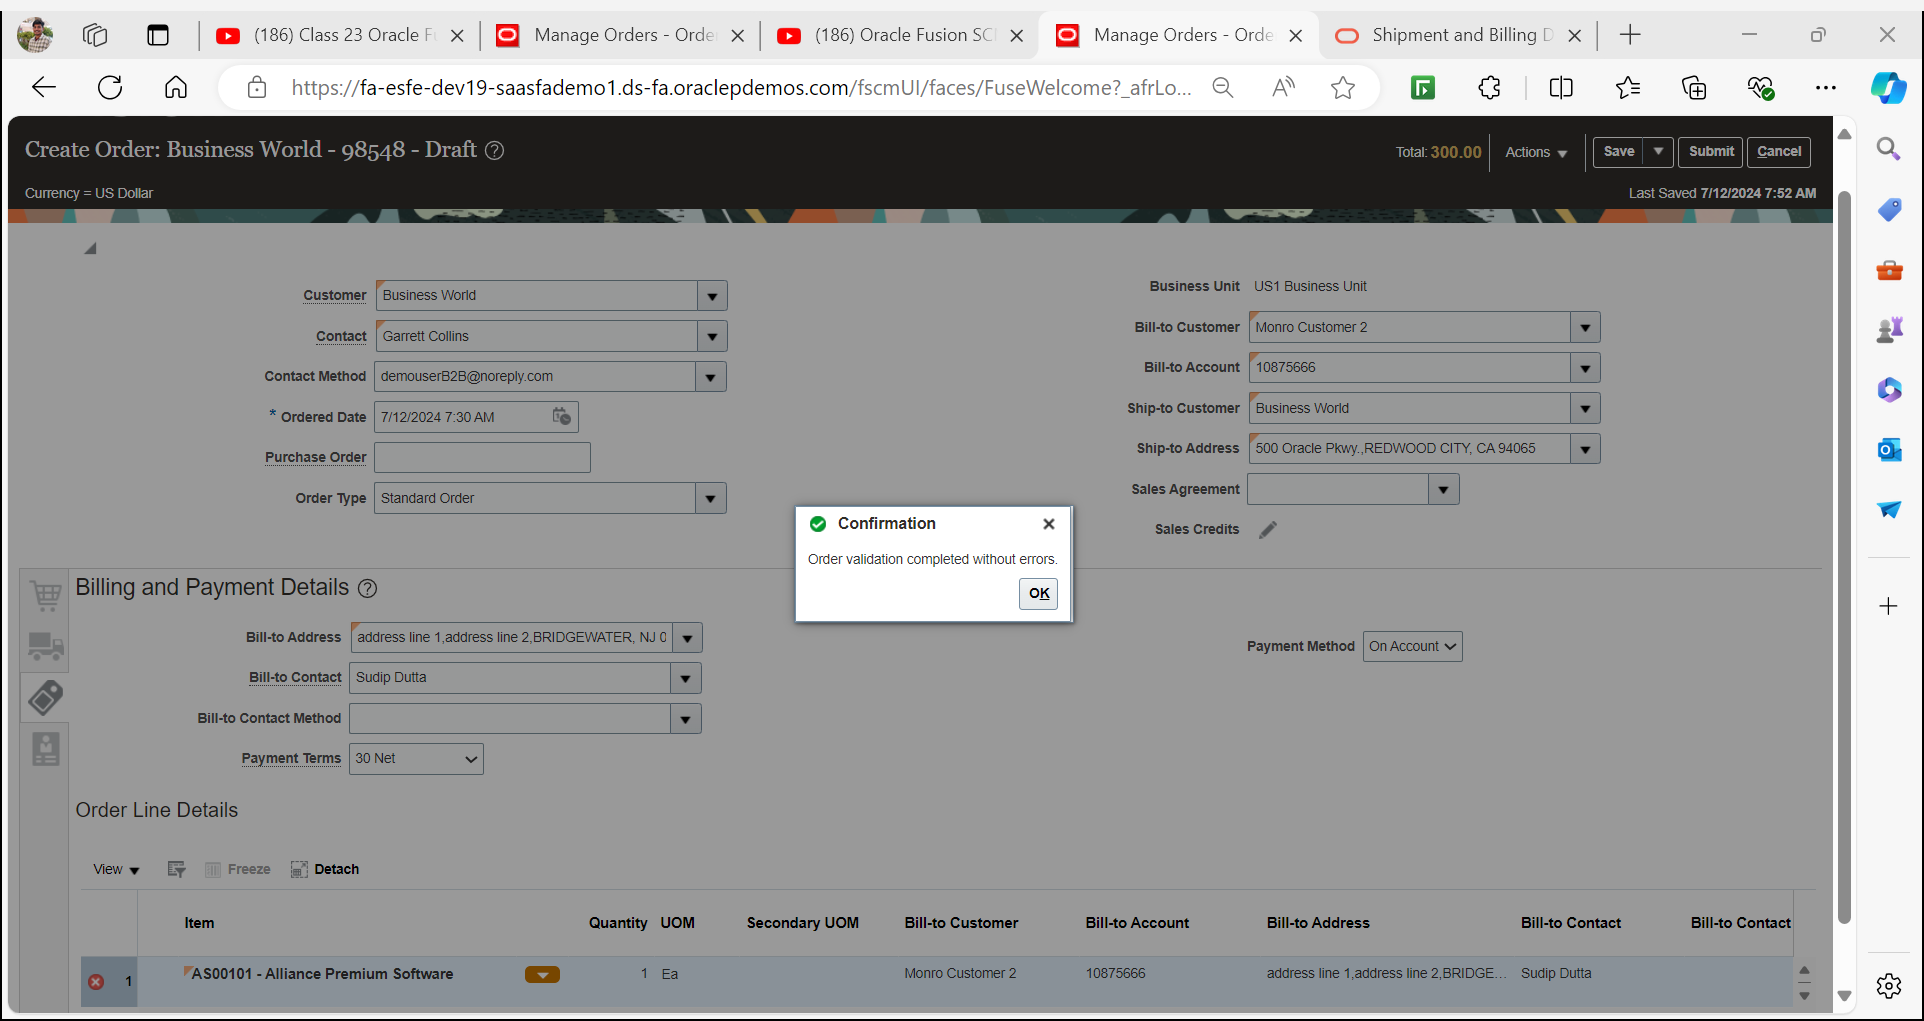 (186) Class 23 Oracle F
Manage Orders - Orde
(186) Oracle Fusion SC
Manage Orders - Orde
Shipment and Billing D
https://fa-esfe-dev19-saasfademo1.ds-fa.oraclepdemos.com/fscmUI/faces/FuseWelcome?_afrLo...
Create Order: Business World - 98548 - Draft
Total: 300.00
Actions
Save
Submit
Cancel
Currency = US Dollar
Last Saved 7/12/2024 7:52 AM
Customer Business World
Contact Garrett Collins
Contact Method demouserB2B@noreply.com
* Ordered Date 7/12/2024 7:30 AM
Purchase Order
Order Type Standard Order
Business Unit US1 Business Unit
Bill-to Customer Monro Customer 2
Bill-to Account 10875666
Ship-to Customer Business World
Ship-to Address 500 Oracle Pkwy.,REDWOOD CITY, CA 94065
Sales Agreement
Sales Credits
Confirmation
Order validation completed without errors.
OK
Billing and Payment Details
Bill-to Address address line 1,address line 2,BRIDGEWATER, NJ 0
Bill-to Contact Sudip Dutta
Bill-to Contact Method
Payment Terms 30 Net
Payment Method On Account
Order Line Details
View Freeze Detach
Item Quantity UOM Secondary UOM Bill-to Customer Bill-to Account Bill-to Address Bill-to Contact Bill-to Contact
1 AS00101 - Alliance Premium Software 1 Ea Monro Customer 2 10875666 address line 1,address line 2,BRIDGE... Sudip Dutta